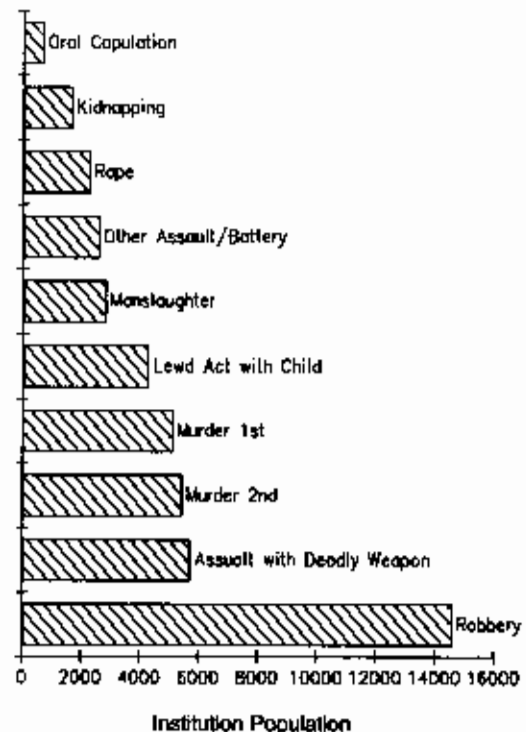 Oral Copulation
Kidnapping
Rape
Other Assault/Battery
Manslaughter
Lewd Act with Child
Murder 1st
Murder 2nd
Assualt with Deadly Weapon
Robbery
0 2000 4000 6000 8000 10000 12000 14000 16000
Institution Population